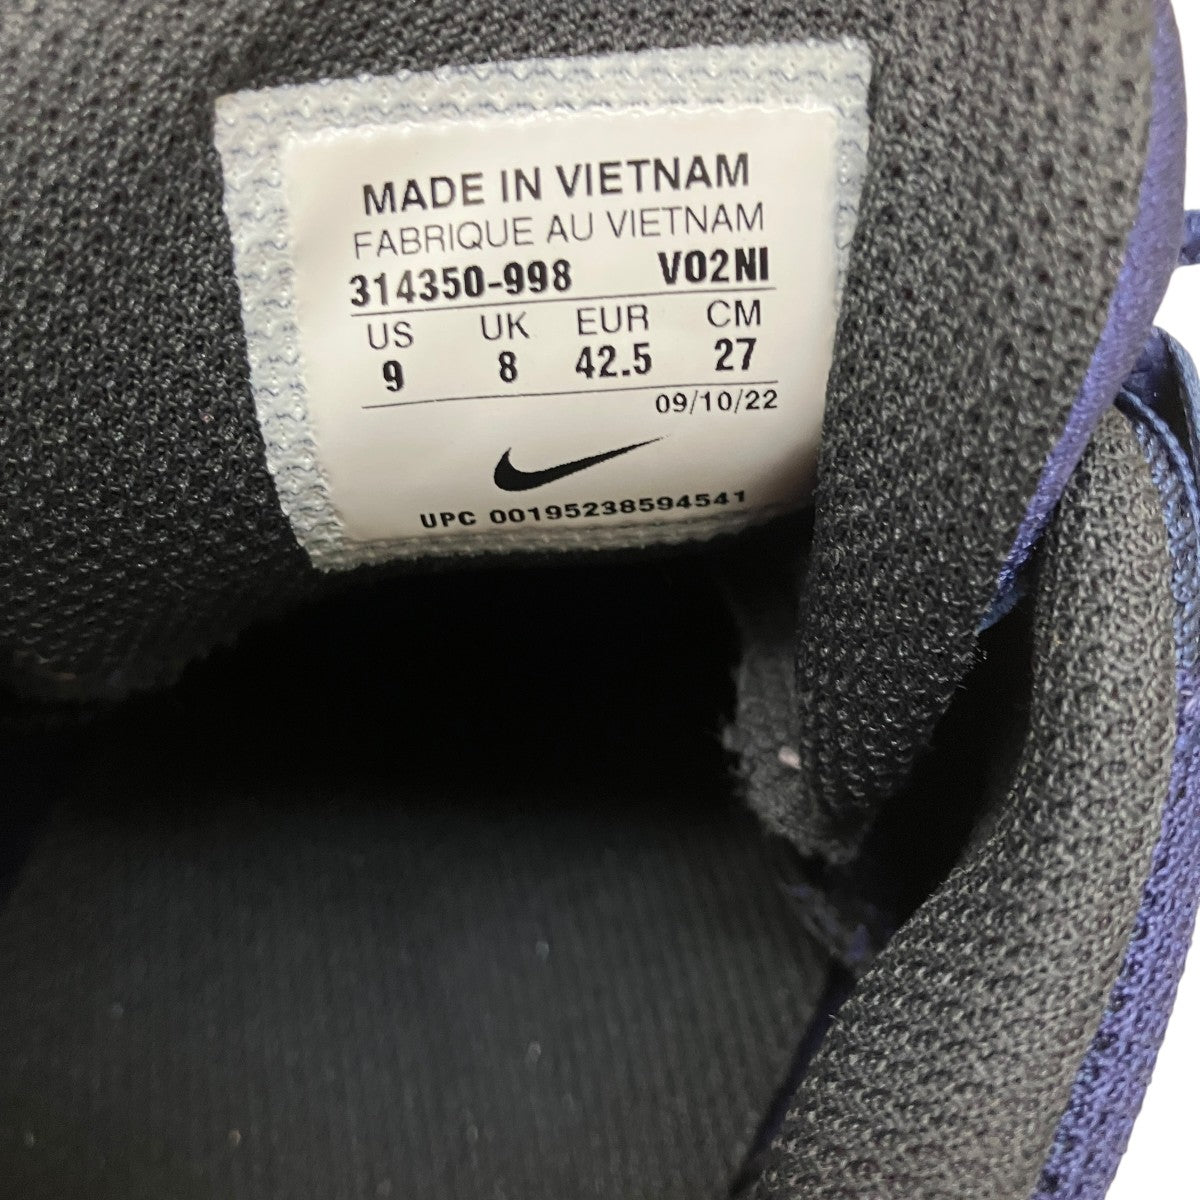 MADE IN VIETNAM
FABRIQUE AU VIETNAM
314350-998 VO2NI
US UK EUR CM
9 8 42.5 27
09/10/22
UPC 00195238594541